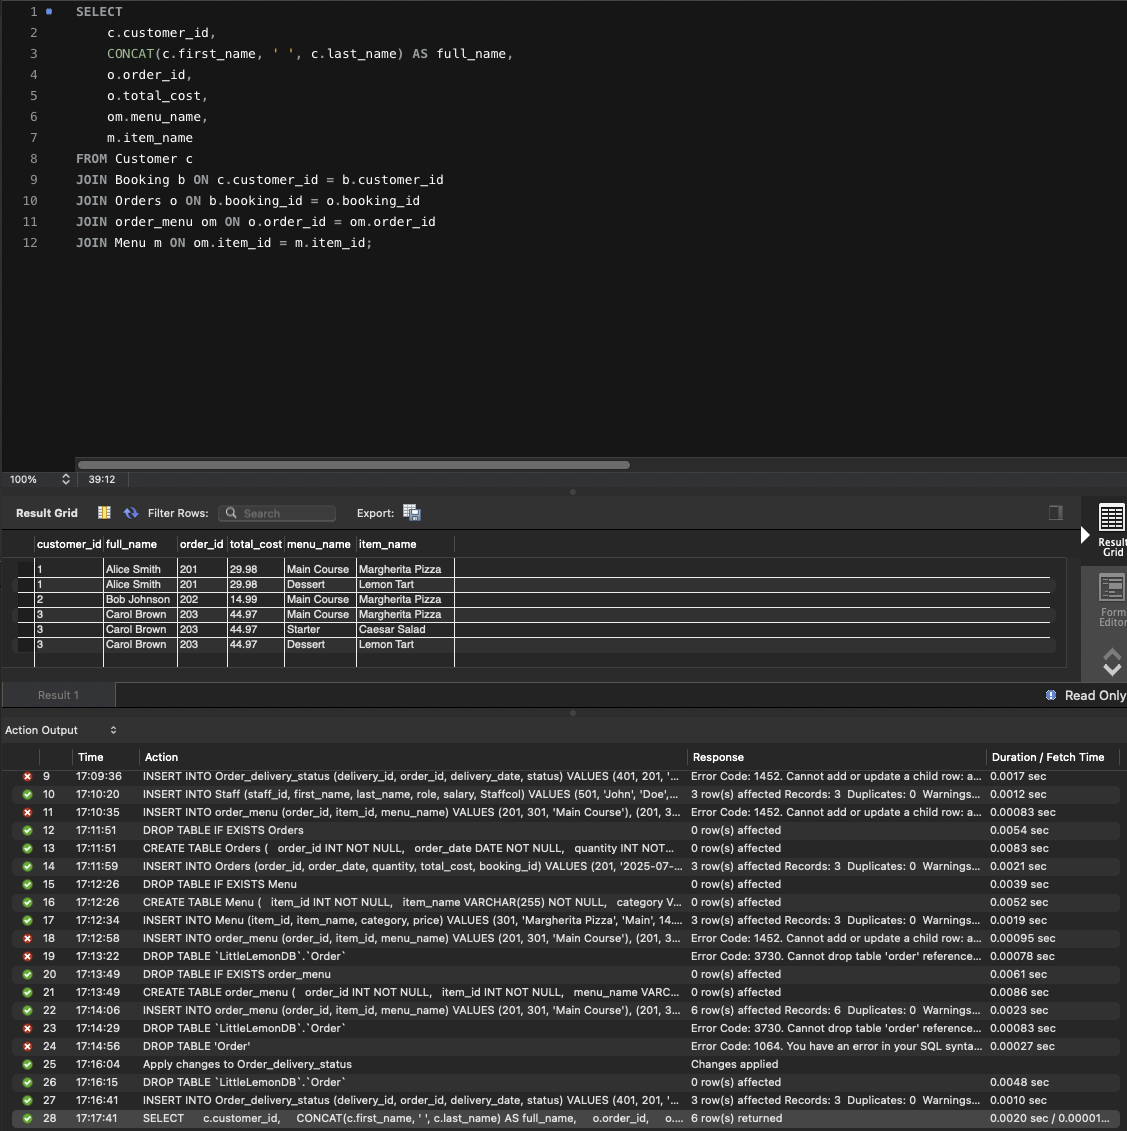 1 SELECT
2 c.customer_id,
3 CONCAT(c.first_name, ' ', c.last_name) AS full_name,
4 o.order_id,
5 o.total_cost,
6 om.menu_name,
7 m.item_name
8 FROM Customer c
9 JOIN Booking b ON c.customer_id = b.customer_id
10 JOIN Orders o ON b.booking_id = o.booking_id
11 JOIN order_menu om ON o.order_id = om.order_id
12 JOIN Menu m ON om.item_id = m.item_id;
100% 39:12
Result Grid Filter Rows: Search Export:
Result Grid
Form Editor
customer_id full_name order_id total_cost menu_name item_name
1 Alice Smith 201 29.98 Main Course Margherita Pizza
1 Alice Smith 201 29.98 Dessert Lemon Tart
2 Bob Johnson 202 14.99 Main Course Margherita Pizza
3 Carol Brown 203 44.97 Main Course Margherita Pizza
3 Carol Brown 203 44.97 Starter Caesar Salad
3 Carol Brown 203 44.97 Dessert Lemon Tart
Result 1 Read Only
Action Output
Time Action Response Duration / Fetch Time
9 17:09:36 INSERT INTO Order_delivery_status (delivery_id, order_id, delivery_date, status) VALUES (401, 201, '... Error Code: 1452. Cannot add or update a child row: a... 0.0017 sec
10 17:10:20 INSERT INTO Staff (staff_id, first_name, last_name, role, salary, Staffcol) VALUES (501, 'John', 'Doe',... 3 row(s) affected Records: 3 Duplicates: 0 Warnings... 0.0012 sec
11 17:10:35 INSERT INTO order_menu (order_id, item_id, menu_name) VALUES (201, 301, 'Main Course'), (201, 3... Error Code: 1452. Cannot add or update a child row: a... 0.00083 sec
12 17:11:51 DROP TABLE IF EXISTS Orders 0 row(s) affected 0.0054 sec
13 17:11:51 CREATE TABLE Orders ( order_id INT NOT NULL, order_date DATE NOT NULL, quantity INT NOT... 0 row(s) affected 0.0083 sec
14 17:11:59 INSERT INTO Orders (order_id, order_date, quantity, total_cost, booking_id) VALUES (201, '2025-07-... 3 row(s) affected Records: 3 Duplicates: 0 Warnings... 0.0021 sec
15 17:12:26 DROP TABLE IF EXISTS Menu 0 row(s) affected 0.0039 sec
16 17:12:26 CREATE TABLE Menu ( item_id INT NOT NULL, item_name VARCHAR(255) NOT NULL, category V... 0 row(s) affected 0.0052 sec
17 17:12:34 INSERT INTO Menu (item_id, item_name, category, price) VALUES (301, 'Margherita Pizza', 'Main', 14.... 3 row(s) affected Records: 3 Duplicates: 0 Warnings... 0.0019 sec
18 17:12:58 INSERT INTO order_menu (order_id, item_id, menu_name) VALUES (201, 301, 'Main Course'), (201, 3... Error Code: 1452. Cannot add or update a child row: a... 0.00095 sec
19 17:13:22 DROP TABLE `LittleLemonDB`.`Order` Error Code: 3730. Cannot drop table 'order' reference... 0.00078 sec
20 17:13:49 DROP TABLE IF EXISTS order_menu 0 row(s) affected 0.0061 sec
21 17:13:49 CREATE TABLE order_menu ( order_id INT NOT NULL, item_id INT NOT NULL, menu_name VARC... 0 row(s) affected 0.0086 sec
22 17:14:06 INSERT INTO order_menu (order_id, item_id, menu_name) VALUES (201, 301, 'Main Course'), (201, 3... 6 row(s) affected Records: 6 Duplicates: 0 Warnings... 0.0023 sec
23 17:14:29 DROP TABLE `LittleLemonDB`.`Order` Error Code: 3730. Cannot drop table 'order' reference... 0.00083 sec
24 17:14:56 DROP TABLE 'Order' Error Code: 1064. You have an error in your SQL synta... 0.00027 sec
25 17:16:04 Apply changes to Order_delivery_status Changes applied
26 17:16:15 DROP TABLE `LittleLemonDB`.`Order` 0 row(s) affected 0.0048 sec
27 17:16:41 INSERT INTO Order_delivery_status (delivery_id, order_id, delivery_date, status) VALUES (401, 201, '... 3 row(s) affected Records: 3 Duplicates: 0 Warnings... 0.0010 sec
28 17:17:41 SELECT c.customer_id, CONCAT(c.first_name, ' ', c.last_name) AS full_name, o.order_id, o.... 6 row(s) returned 0.0020 sec / 0.00001...